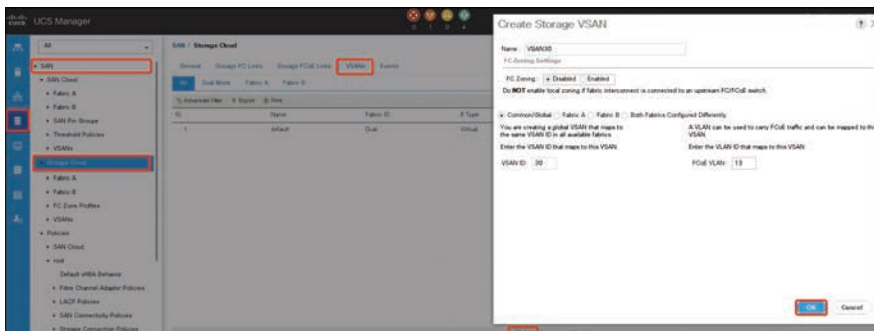 cisco UCS Manager
All
SAN
SAN Cloud
Fabric A
Fabric B
SAN Pin Groups
Threshold Policies
VSANs
Storage Cloud
Fabric A
Fabric B
FC Zone Profiles
VSANs
Policies
SAN Cloud
root
Default vHBA Behavior
Fibre Channel Adapter Policies
LACP Policies
SAN Connectivity Policies
Storage Connection Policies
SAN / Storage Cloud
General Storage FC Links Storage FCoE Links VSANs Events
All Dual Mode Fabric A Fabric B
Advanced Filter Export Print
ID Name Fabric ID If Type
1 default Dual Virtual
Create Storage VSAN
Name : VSAN30
FC Zoning Settings
FC Zoning : Disabled Enabled
Do NOT enable local zoning if fabric interconnect is connected to an upstream FC/FCoE switch.
Common/Global Fabric A Fabric B Both Fabrics Configured Differently
You are creating a global VSAN that maps to
the same VSAN ID in all available fabrics.
Enter the VSAN ID that maps to this VSAN.
VSAN ID : 30
A VLAN can be used to carry FCoE traffic and can be mapped to this
VSAN.
Enter the VLAN ID that maps to this VSAN.
FCoE VLAN : 13
OK Cancel